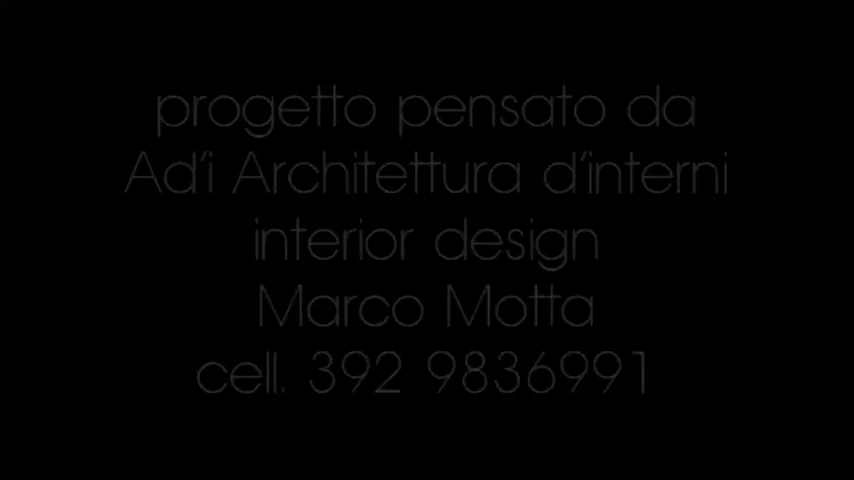 progetto pensato da
Ad'i Architettura d'interni
interior design
Marco Motta
cell. 392 9836991